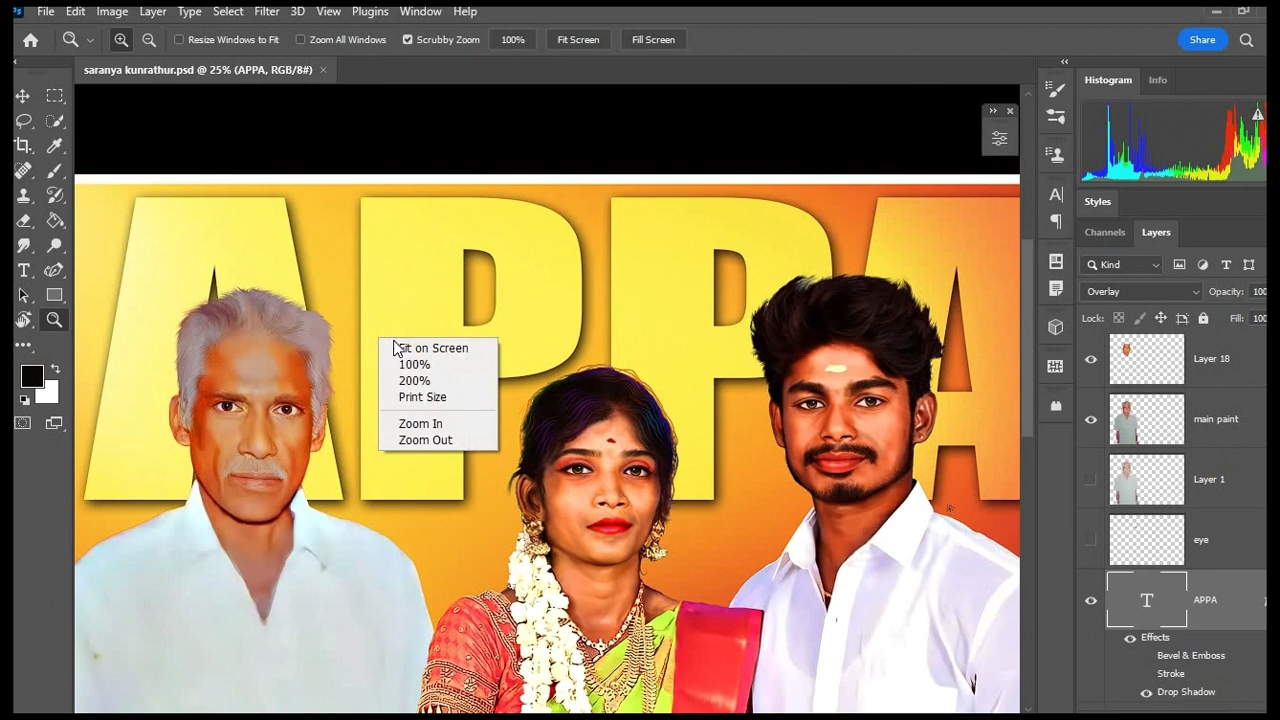 File Edit Image Layer Type Select Filter 3D View Plugins Window Help
Resize Windows to Fit Zoom All Windows Scrubby Zoom 100% Fit Screen Fill Screen Share
saranya kunrathur.psd @ 25% (APPA, RGB/8#) ×
Histogram Info
APPA
Fit on Screen
100%
200%
Print Size
Zoom In
Zoom Out
Styles
Channels Layers
Kind
Overlay Opacity: 100
Lock: Fill: 100
Layer 18
main paint
Layer 1
eye
APPA
Effects
Bevel & Emboss
Stroke
Drop Shadow